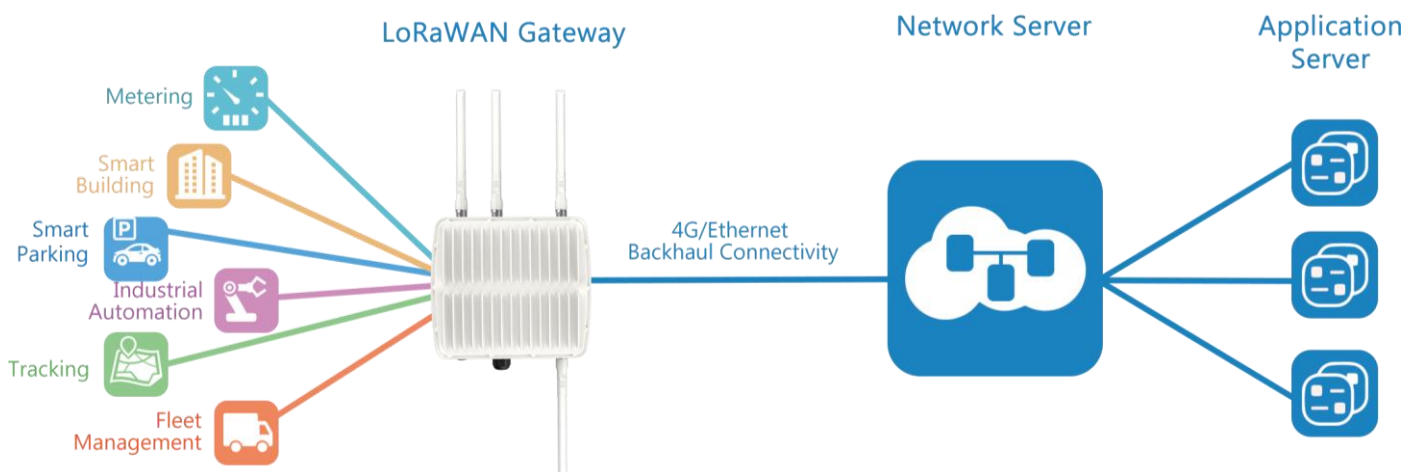 LoRaWAN Gateway
Network Server
Application
Server
Metering
Smart
Building
P
Smart
Parking
Industrial
Automation
Tracking
Fleet
Management
4G/Ethernet
Backhaul Connectivity